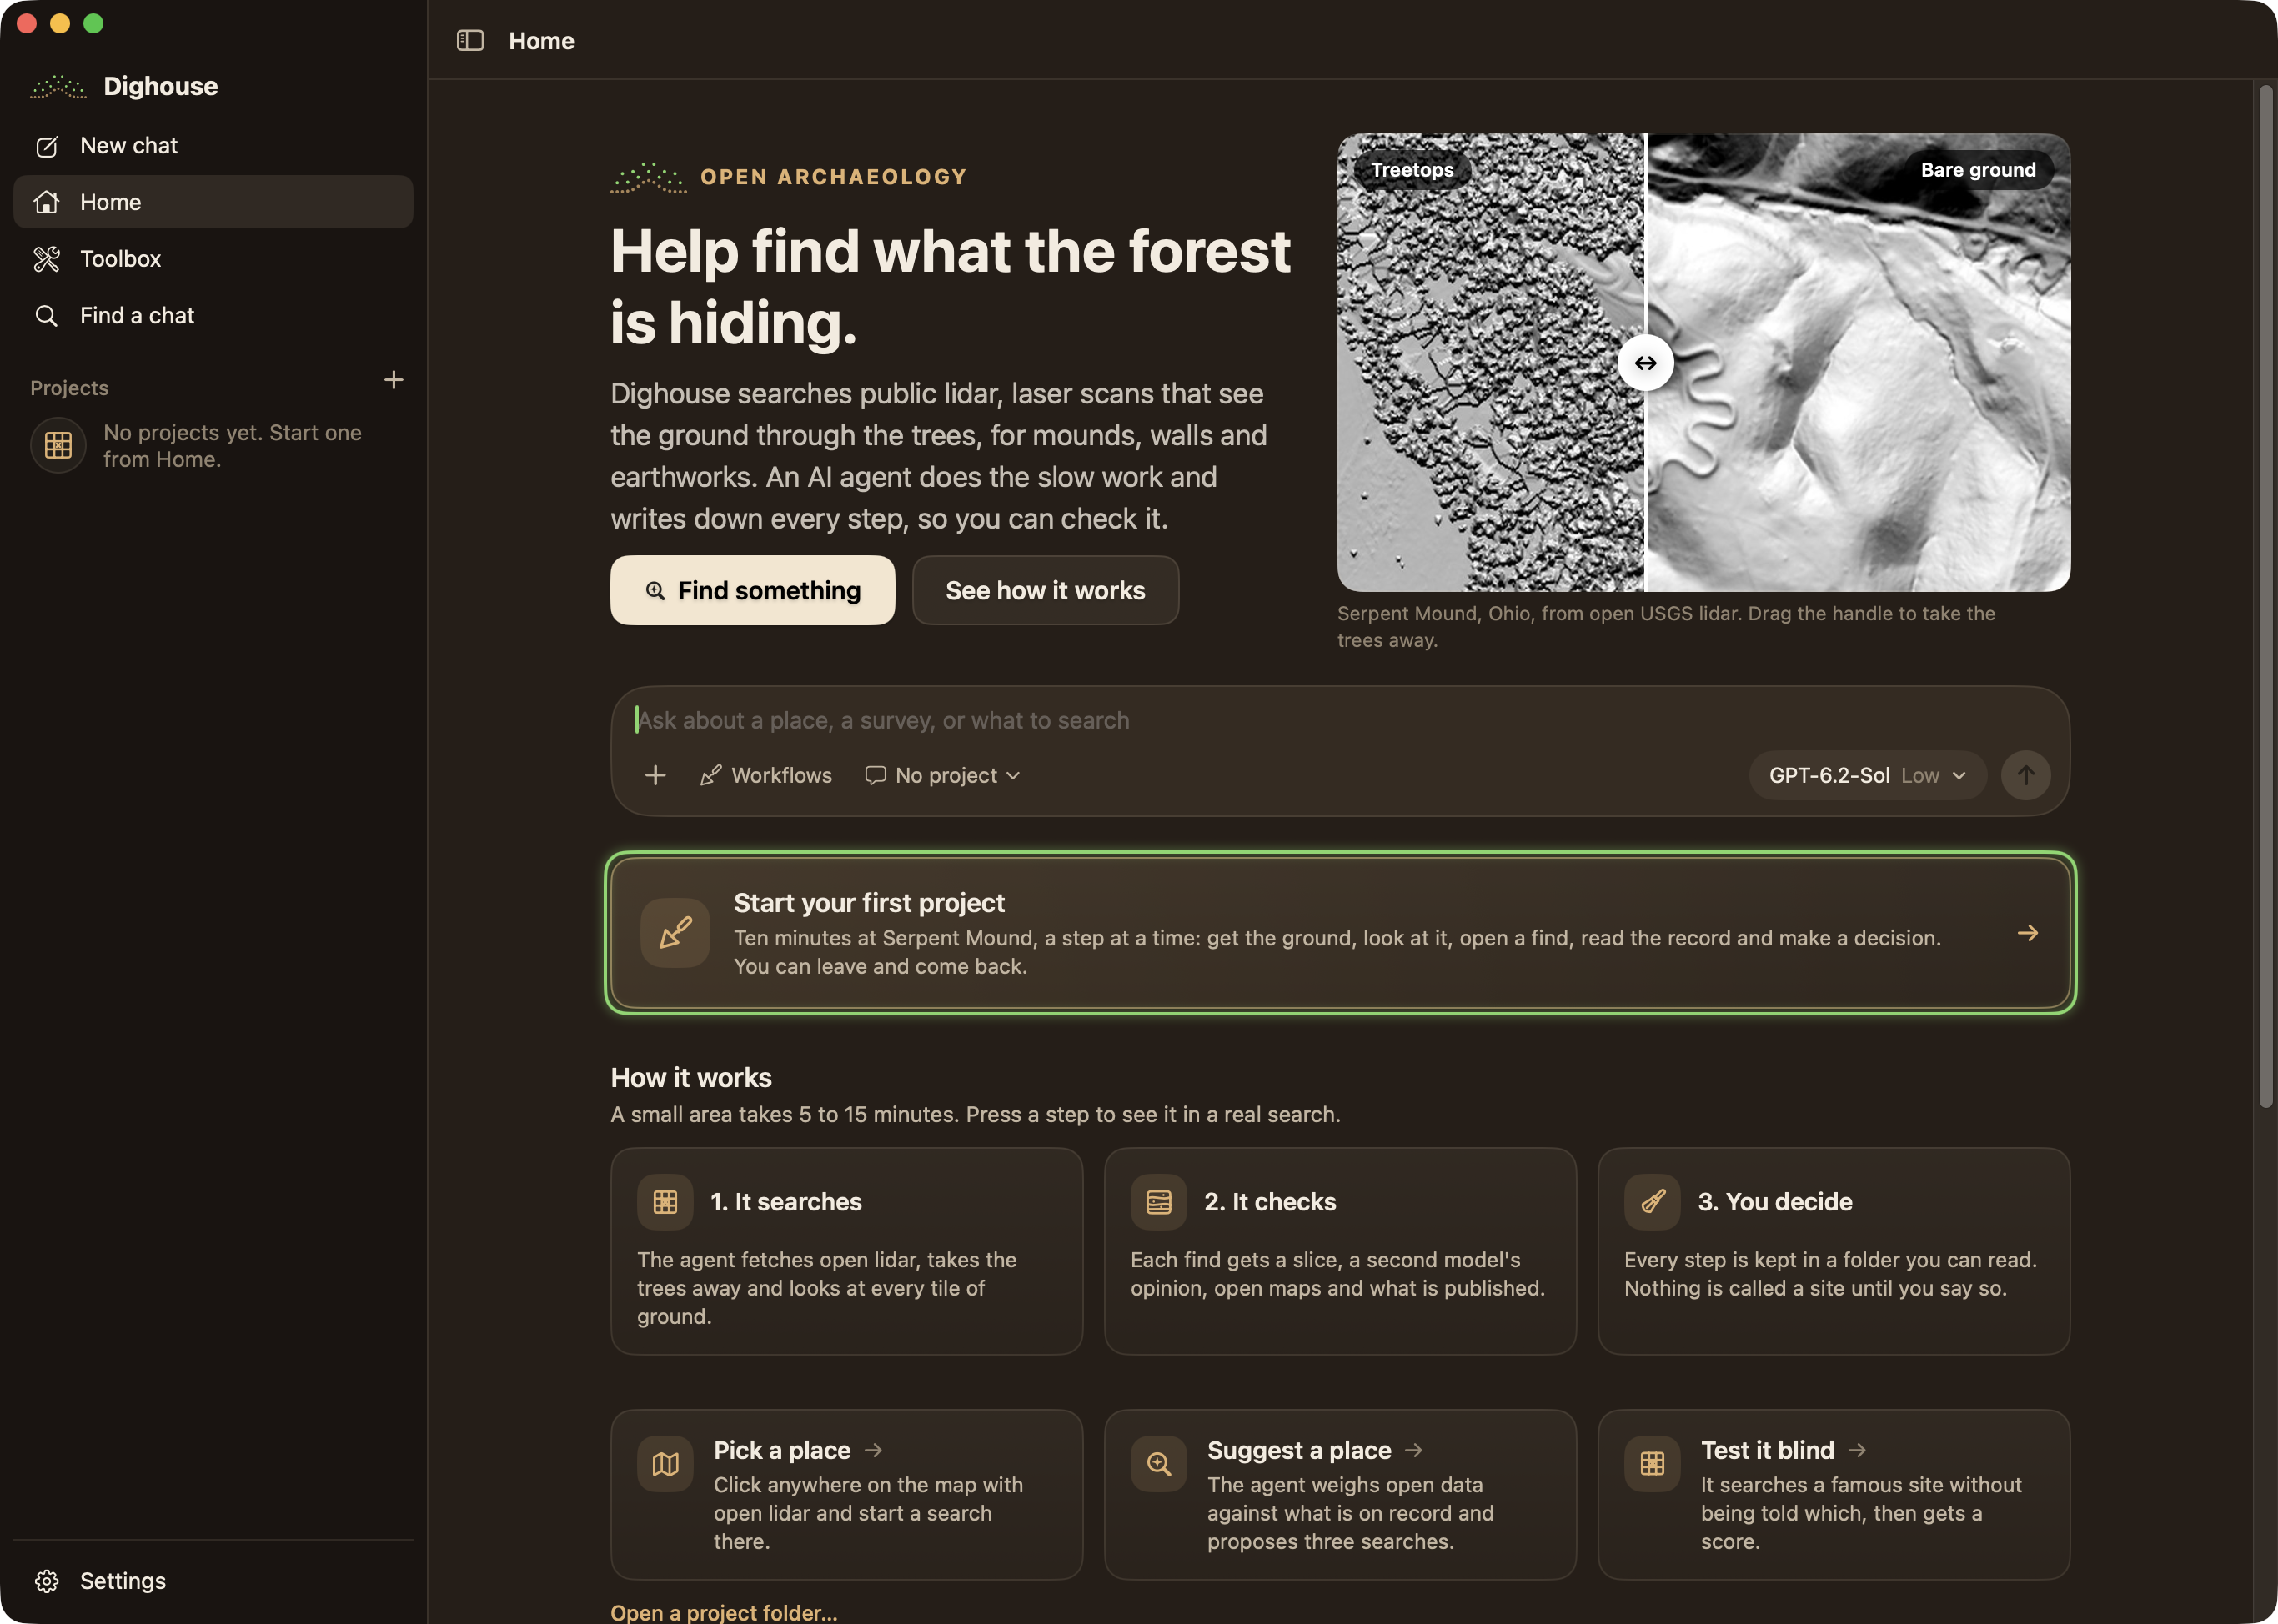 Dighouse
New chat
Home
Toolbox
Find a chat
Projects
No projects yet. Start one
from Home.
Settings
Home
OPEN ARCHAEOLOGY
Help find what the forest
is hiding.
Dighouse searches public lidar, laser scans that see
the ground through the trees, for mounds, walls and
earthworks. An AI agent does the slow work and
writes down every step, so you can check it.
Find something
See how it works
Treetops
Bare ground
Serpent Mound, Ohio, from open USGS lidar. Drag the handle to take the
trees away.
Ask about a place, a survey, or what to search
Workflows
No project
GPT-6.2-Sol Low
Start your first project
Ten minutes at Serpent Mound, a step at a time: get the ground, look at it, open a find, read the record and make a decision.
You can leave and come back.
How it works
A small area takes 5 to 15 minutes. Press a step to see it in a real search.
1. It searches
The agent fetches open lidar, takes the
trees away and looks at every tile of
ground.
2. It checks
Each find gets a slice, a second model's
opinion, open maps and what is published.
3. You decide
Every step is kept in a folder you can read.
Nothing is called a site until you say so.
Pick a place →
Click anywhere on the map with
open lidar and start a search
there.
Suggest a place →
The agent weighs open data
against what is on record and
proposes three searches.
Test it blind →
It searches a famous site without
being told which, then gets a
score.
Open a project folder...